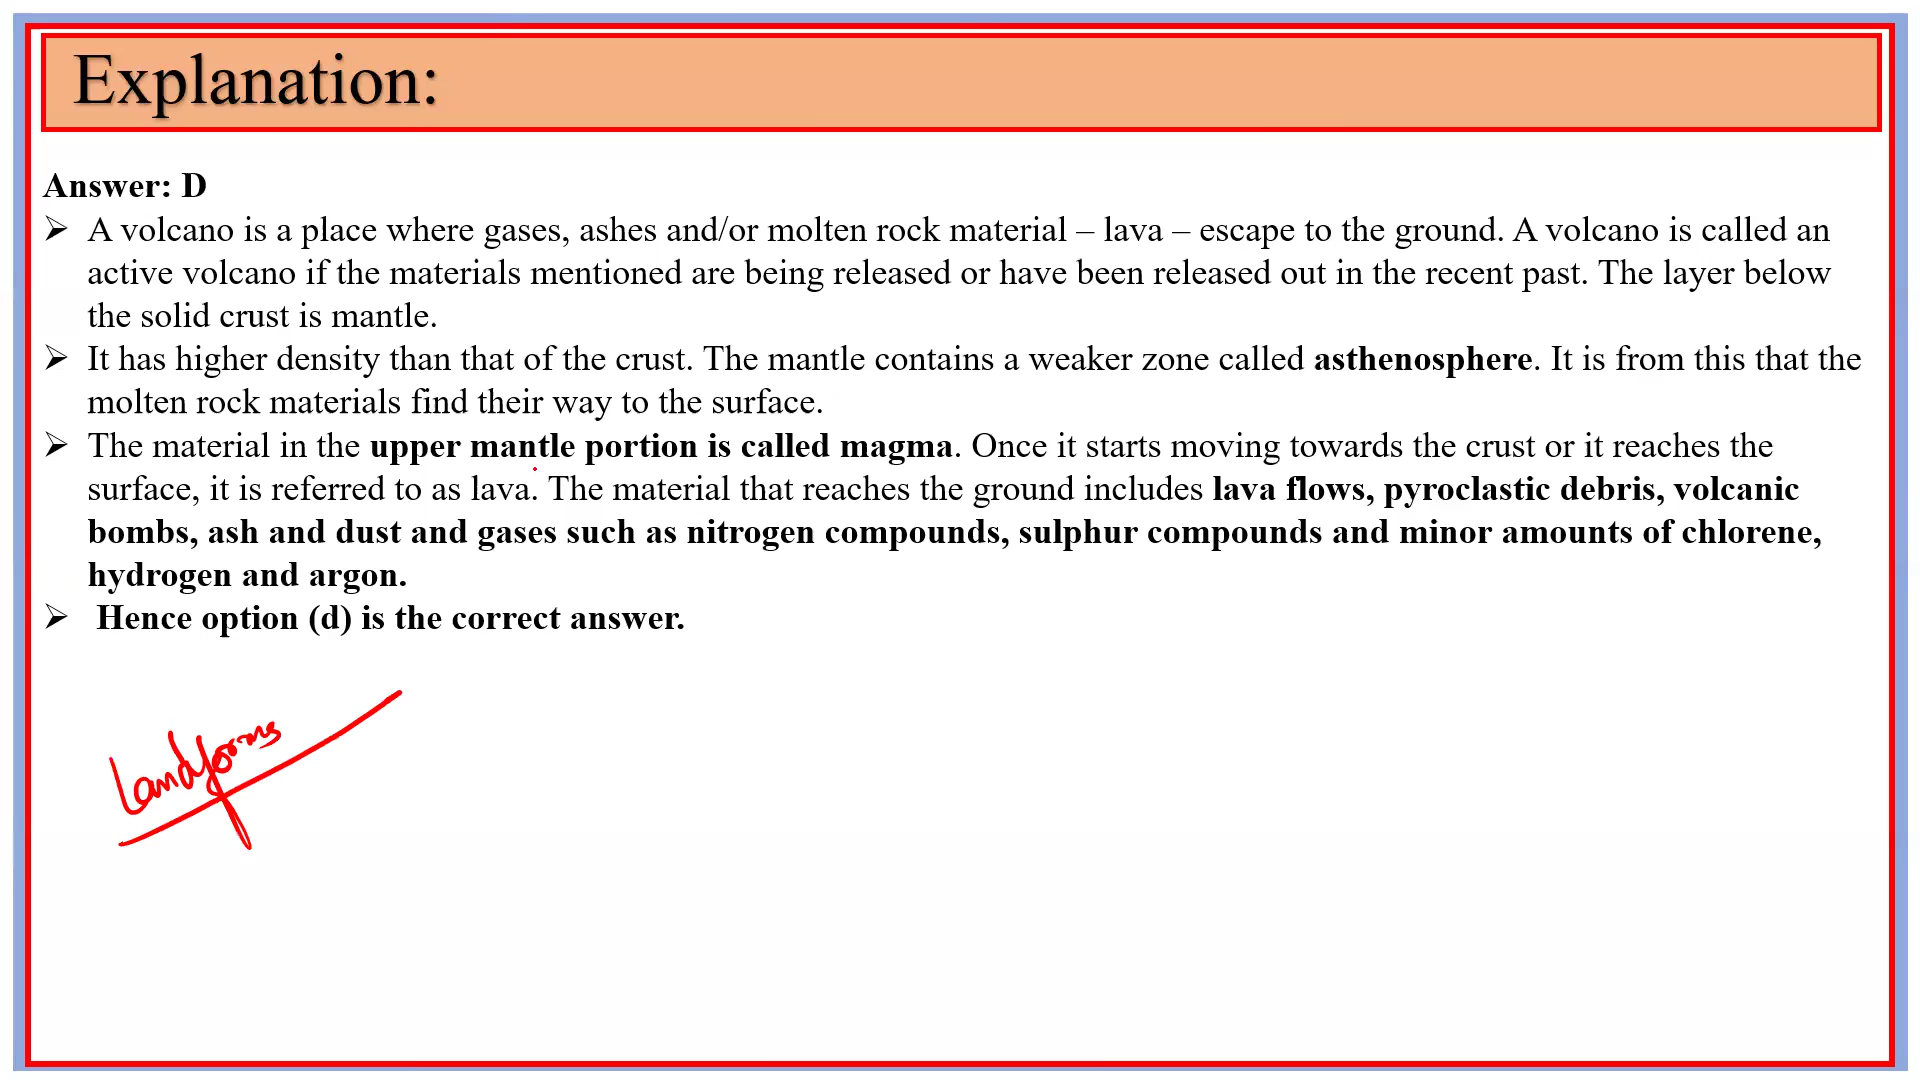 Explanation:
Answer: D
➢ A volcano is a place where gases, ashes and/or molten rock material – lava – escape to the ground. A volcano is called an
active volcano if the materials mentioned are being released or have been released out in the recent past. The layer below
the solid crust is mantle.
➢ It has higher density than that of the crust. The mantle contains a weaker zone called asthenosphere. It is from this that the
molten rock materials find their way to the surface.
➢ The material in the upper mantle portion is called magma. Once it starts moving towards the crust or it reaches the
surface, it is referred to as lava. The material that reaches the ground includes lava flows, pyroclastic debris, volcanic
bombs, ash and dust and gases such as nitrogen compounds, sulphur compounds and minor amounts of chlorene,
hydrogen and argon.
➢ Hence option (d) is the correct answer.
Landforms